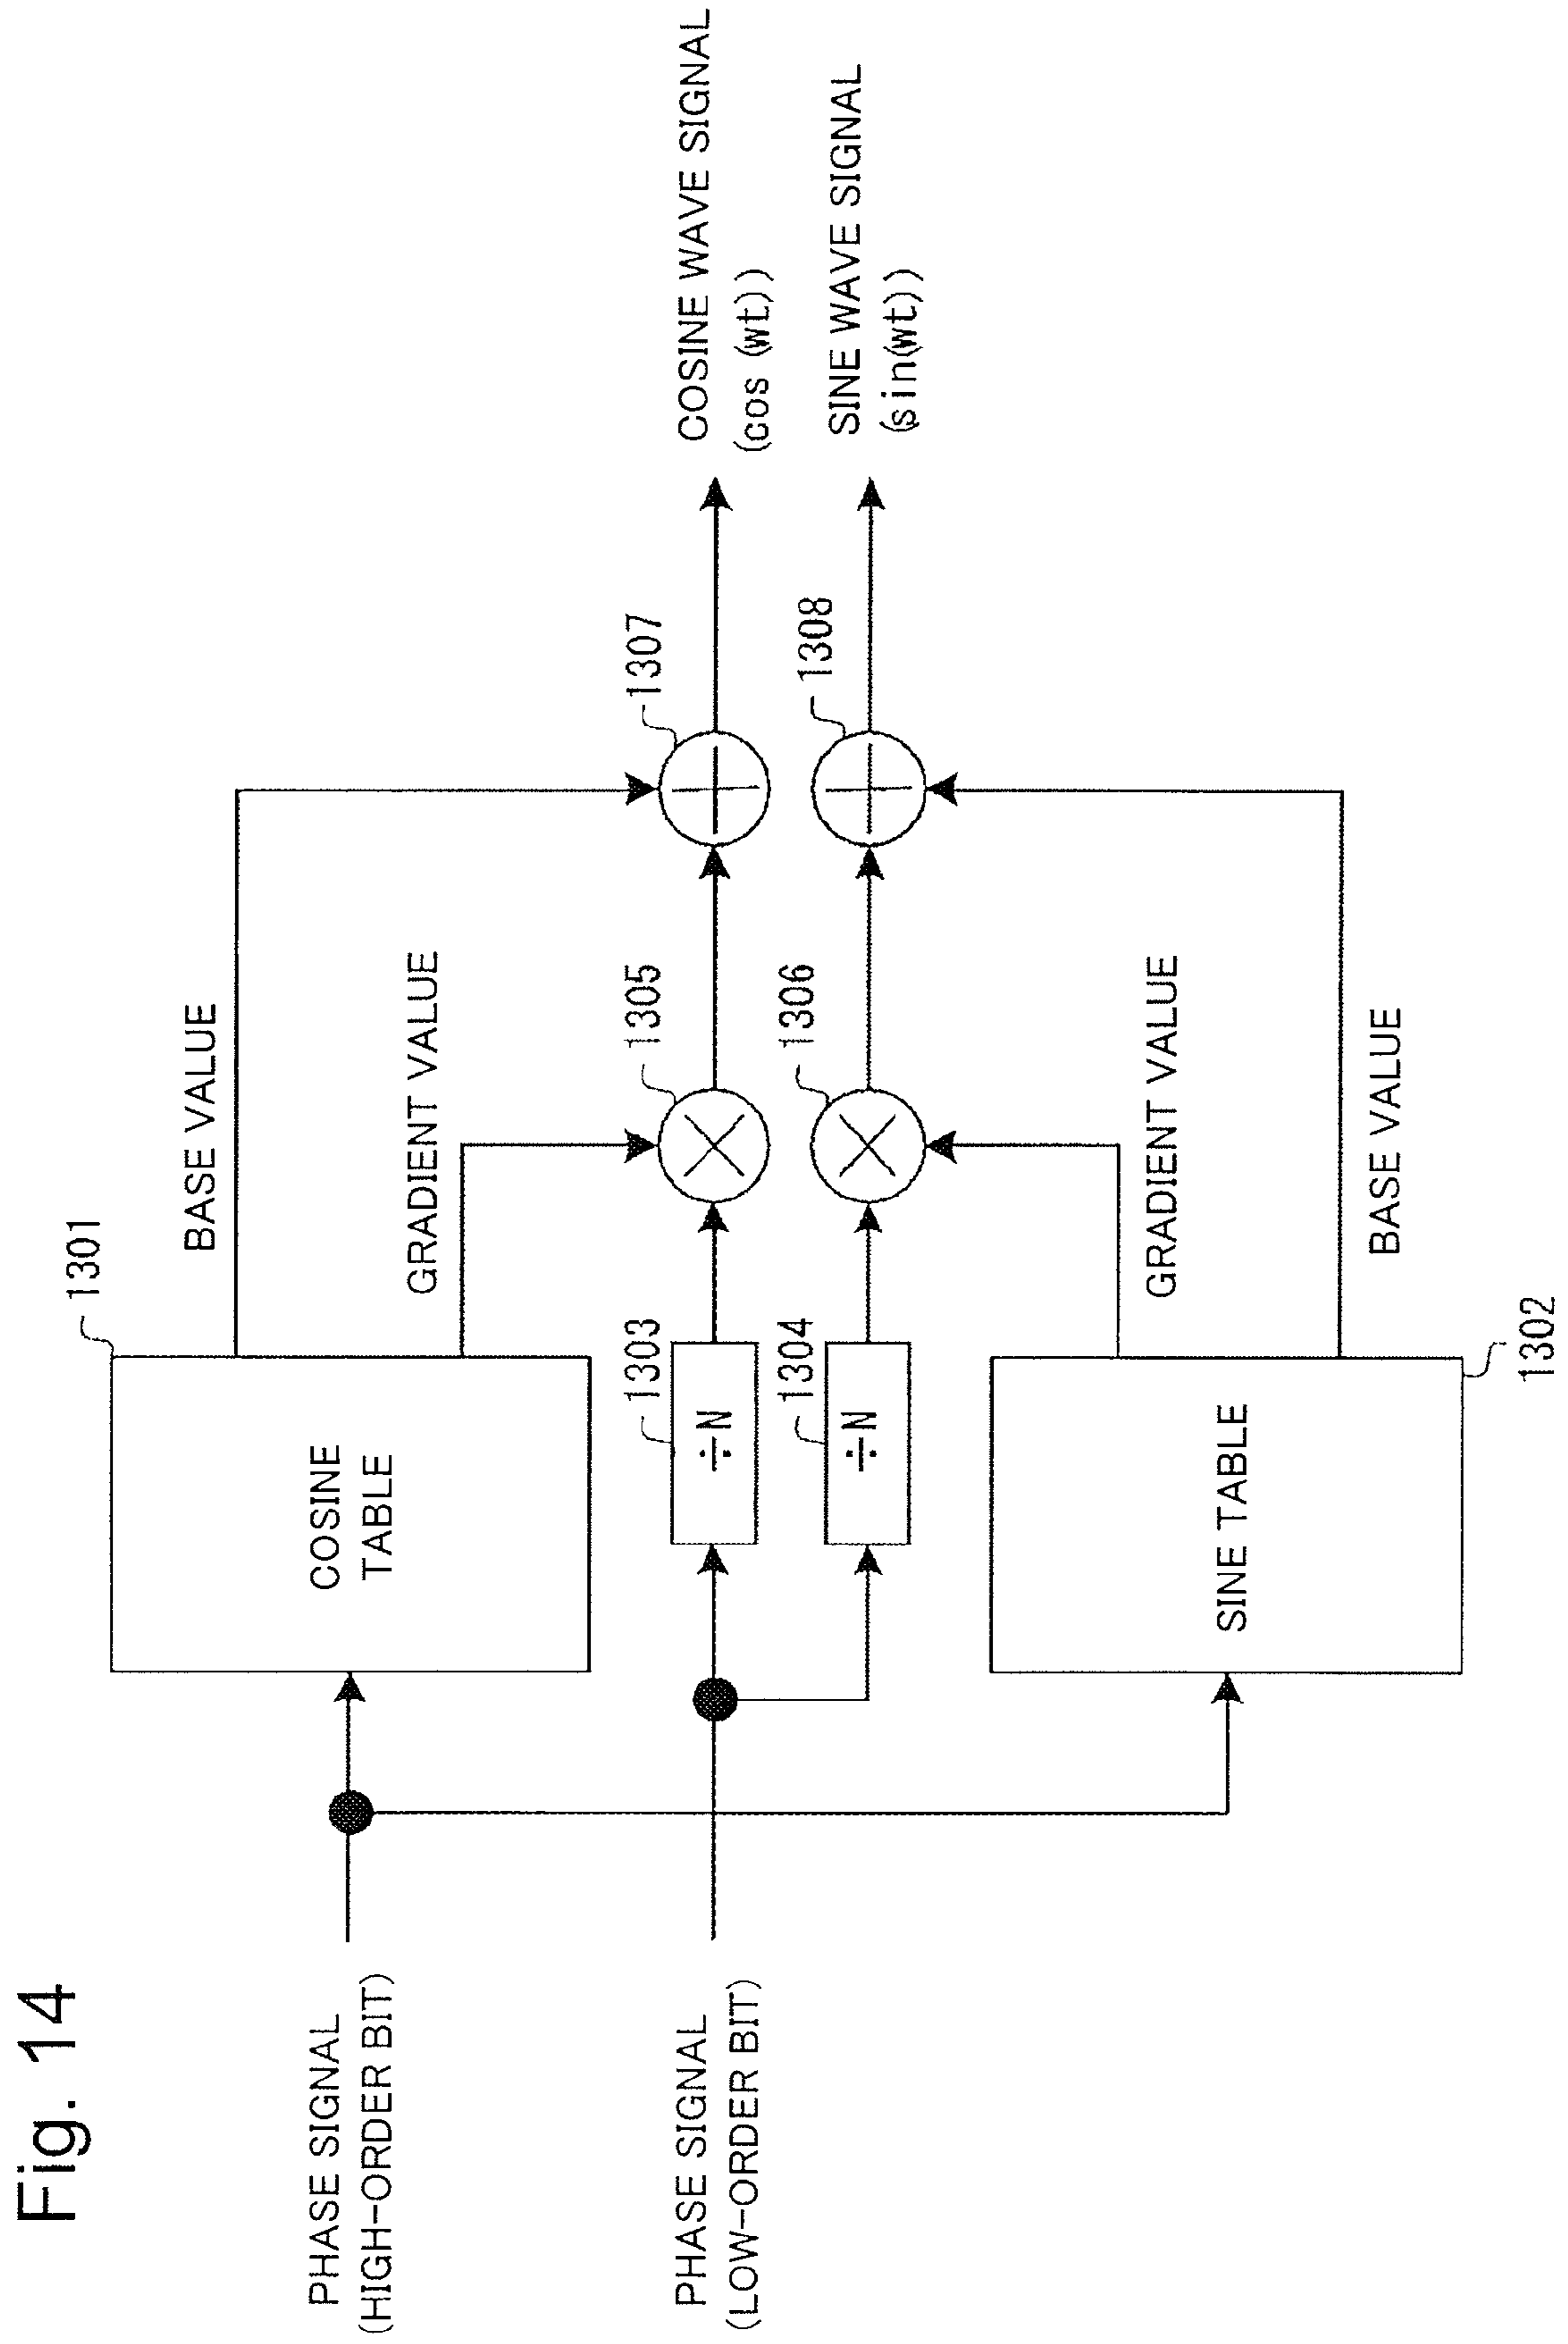 Fig. 14
PHASE SIGNAL
(HIGH-ORDER BIT)
PHASE SIGNAL
(LOW-ORDER BIT)
1301
COSINE
TABLE
BASE VALUE
GRADIENT VALUE
1303
÷N
1304
÷N
1305
1306
1307
1308
COSINE WAVE SIGNAL
(cos (wt))
SINE WAVE SIGNAL
(sin(wt))
SINE TABLE
1302
GRADIENT VALUE
BASE VALUE